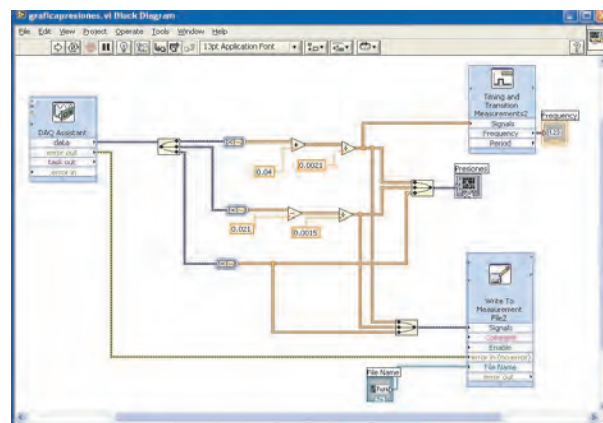 graficapresiones.vi Block Diagram
File Edit View Project Operate Tools Window Help
13pt Application Font
DAQ Assistant
data
error out
task out
error in
0.04
0.0021
0.021
0.0015
Timing and
Transition
Measurements2
Signals
Frequency
Period
Frequency
Presiones
Write To
Measurement
File2
Signals
Comment
Enable
error in (no error)
File Name
error out
File Name